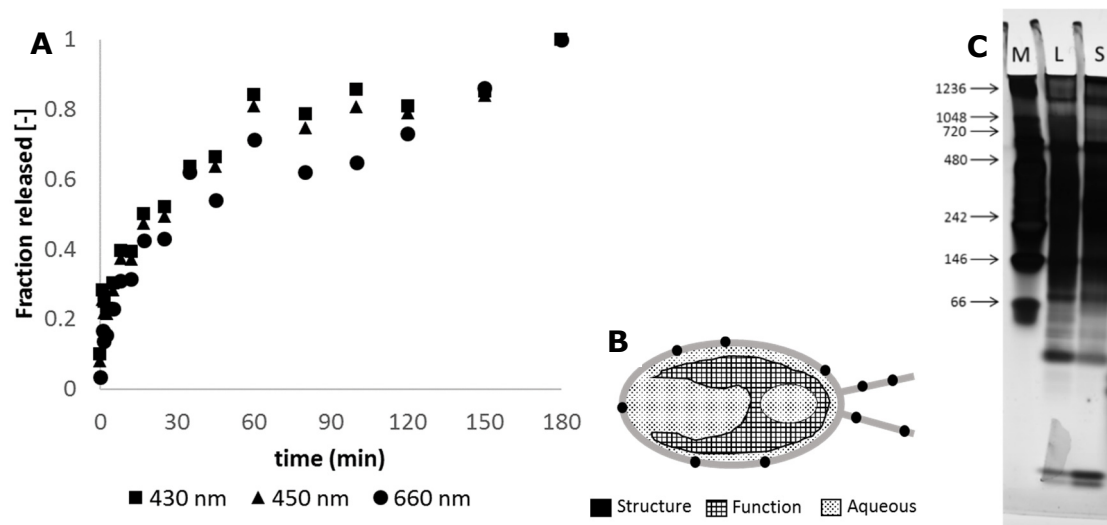 A
Fraction released [-]
1
0.8
0.6
0.4
0.2
0
0 30 60 90 120 150 180
time (min)
430 nm 450 nm 660 nm
B
Structure Function Aqueous
C
M L S
1236
1048
720
480
242
146
66